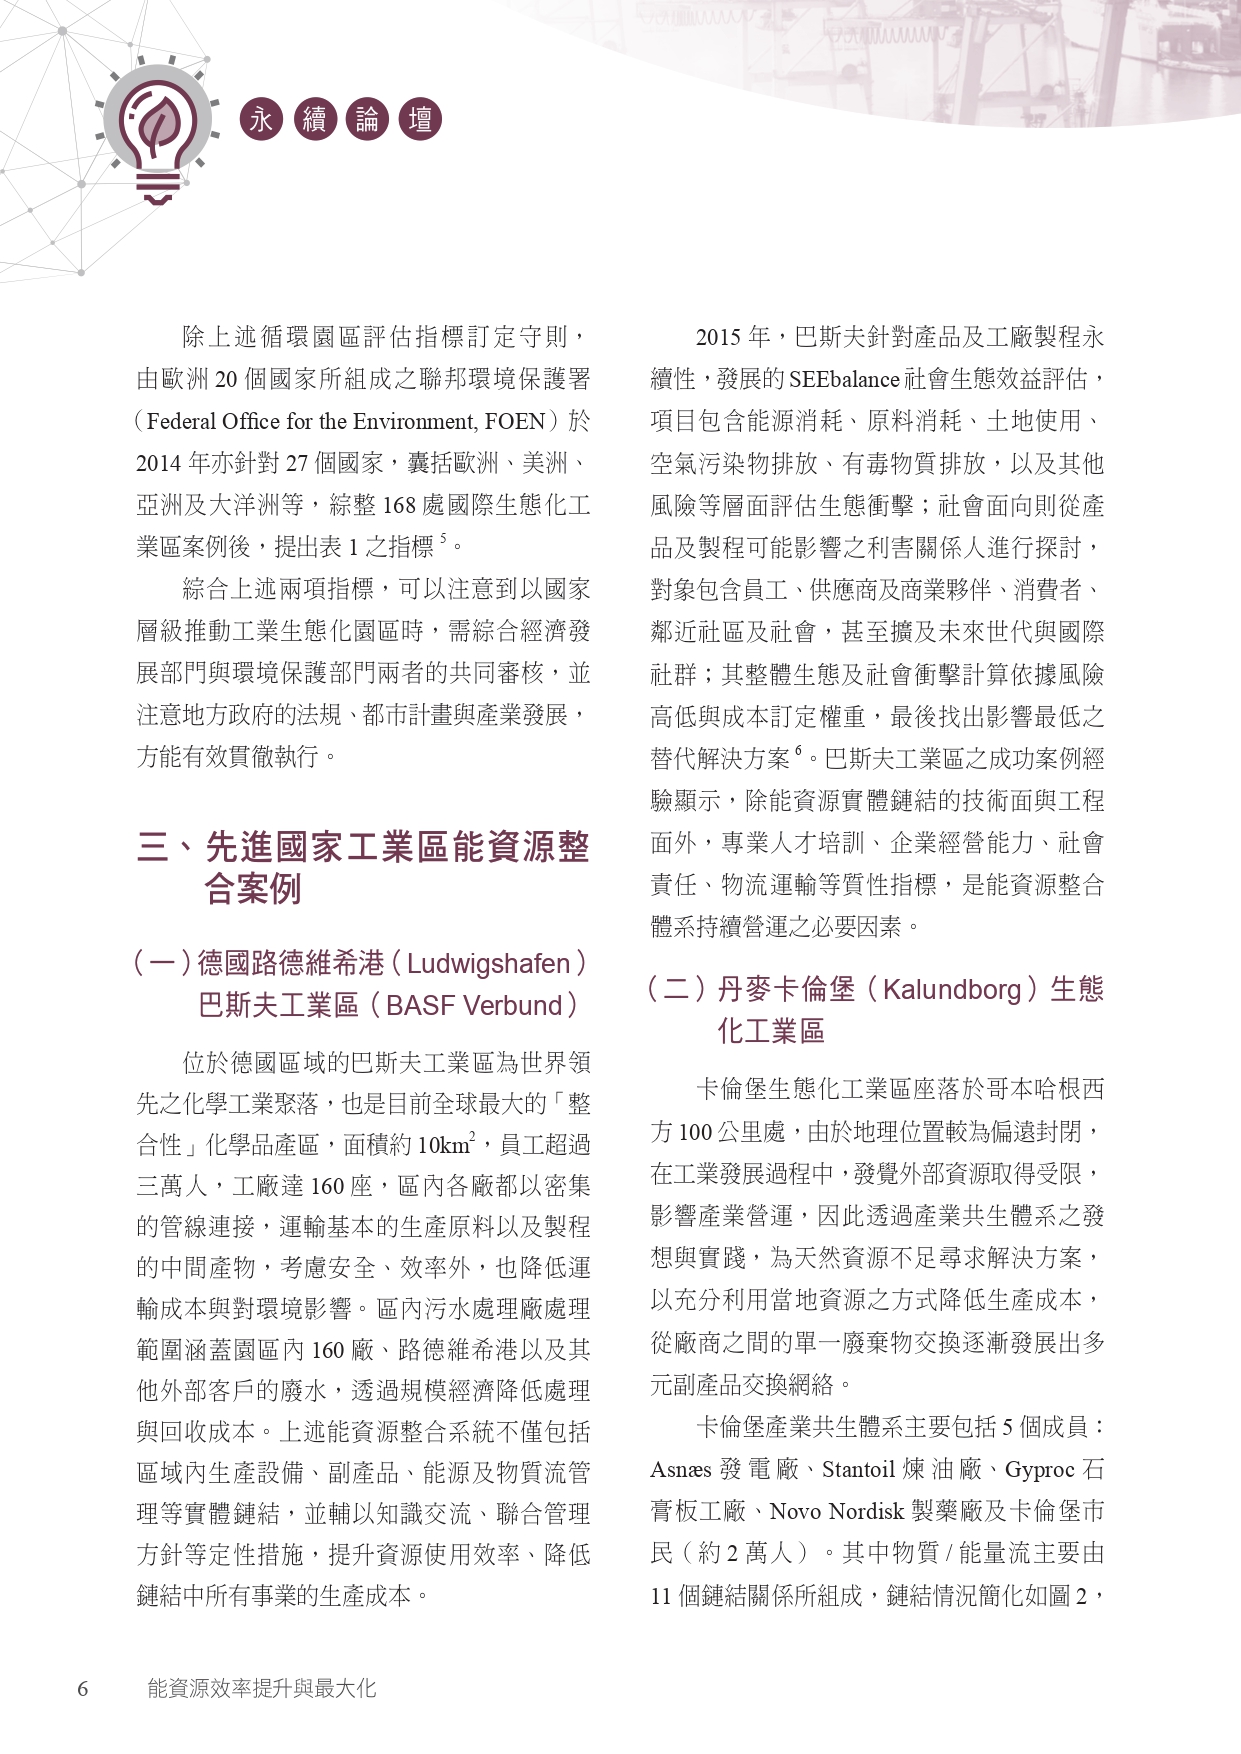 永續論壇
除上述循環園區評估指標訂定守則，
由歐洲 20 個國家所組成之聯邦環境保護署
（Federal Office for the Environment, FOEN）於
2014 年亦針對 27 個國家，囊括歐洲、美洲、
亞洲及大洋洲等，綜整 168 處國際生態化工
業區案例後，提出表 1 之指標 5。
綜合上述兩項指標，可以注意到以國家
層級推動工業生態化園區時，需綜合經濟發
展部門與環境保護部門兩者的共同審核，並
注意地方政府的法規、都市計畫與產業發展，
方能有效貫徹執行。
三、先進國家工業區能資源整
合案例
（一）德國路德維希港（Ludwigshafen）
巴斯夫工業區（BASF Verbund）
位於德國區域的巴斯夫工業區為世界領
先之化學工業聚落，也是目前全球最大的「整
合性」化學品產區，面積約 10km²，員工超過
三萬人，工廠達 160 座，區內各廠都以密集
的管線連接，運輸基本的生產原料以及製程
的中間產物，考慮安全、效率外，也降低運
輸成本與對環境影響。區內污水處理廠處理
範圍涵蓋園區內 160 廠、路德維希港以及其
他外部客戶的廢水，透過規模經濟降低處理
與回收成本。上述能資源整合系統不僅包括
區域內生產設備、副產品、能源及物質流管
理等實體鏈結，並輔以知識交流、聯合管理
方針等定性措施，提升資源使用效率、降低
鏈結中所有事業的生產成本。
2015 年，巴斯夫針對產品及工廠製程永
續性，發展的 SEEbalance 社會生態效益評估，
項目包含能源消耗、原料消耗、土地使用、
空氣污染物排放、有毒物質排放，以及其他
風險等層面評估生態衝擊；社會面向則從產
品及製程可能影響之利害關係人進行探討，
對象包含員工、供應商及商業夥伴、消費者、
鄰近社區及社會，甚至擴及未來世代與國際
社群；其整體生態及社會衝擊計算依據風險
高低與成本訂定權重，最後找出影響最低之
替代解決方案 6。巴斯夫工業區之成功案例經
驗顯示，除能資源實體鏈結的技術面與工程
面外，專業人才培訓、企業經營能力、社會
責任、物流運輸等質性指標，是能資源整合
體系持續營運之必要因素。
（二）丹麥卡倫堡（Kalundborg）生態
化工業區
卡倫堡生態化工業區座落於哥本哈根西
方 100 公里處，由於地理位置較為偏遠封閉，
在工業發展過程中，發覺外部資源取得受限，
影響產業營運，因此透過產業共生體系之發
想與實踐，為天然資源不足尋求解決方案，
以充分利用當地資源之方式降低生產成本，
從廠商之間的單一廢棄物交換逐漸發展出多
元副產品交換網絡。
卡倫堡產業共生體系主要包括 5 個成員：
Asnæs 發電廠、Stantoil 煉油廠、Gyproc 石
膏板工廠、Novo Nordisk 製藥廠及卡倫堡市
民（約 2 萬人）。其中物質 / 能量流主要由
11 個鏈結關係所組成，鏈結情況簡化如圖 2，
6 能資源效率提升與最大化